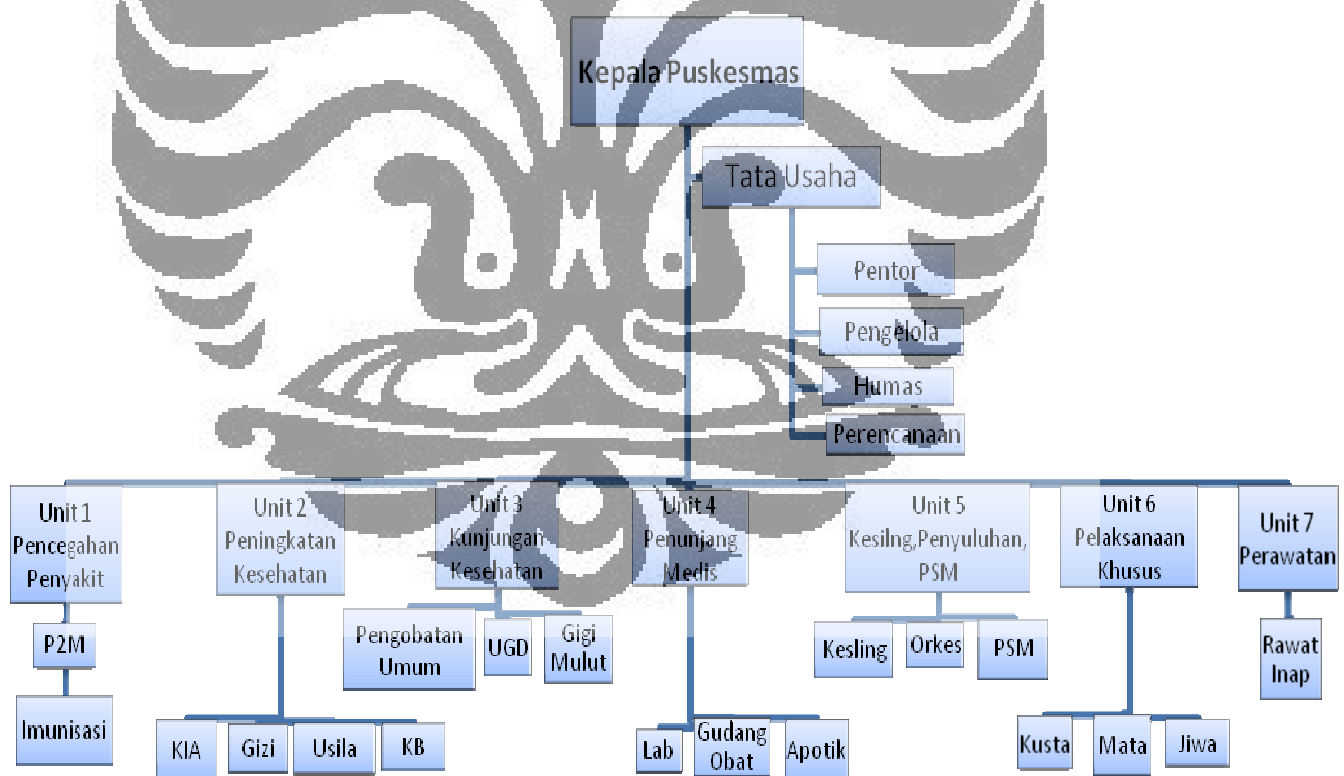 Kepala Puskesmas
Tata Usaha
Pentor
Pengelola
Humas
Perencanaan
Unit 1
Pencegahan
Penyakit
P2M
Imunisasi
Unit 2
Peningkatan
Kesehatan
KIA
Gizi
Usila
KB
Unit 3
Kunjungan
Kesehatan
Pengobatan
Umum
UGD
Gigi
Mulut
Unit 4
Penunjang
Medis
Lab
Gudang
Obat
Apotik
Unit 5
Kesilng,Penyuluhan,
PSM
Kesling
Orkes
PSM
Unit 6
Pelaksanaan
Khusus
Kusta
Mata
Jiwa
Unit 7
Perawatan
Rawat
Inap